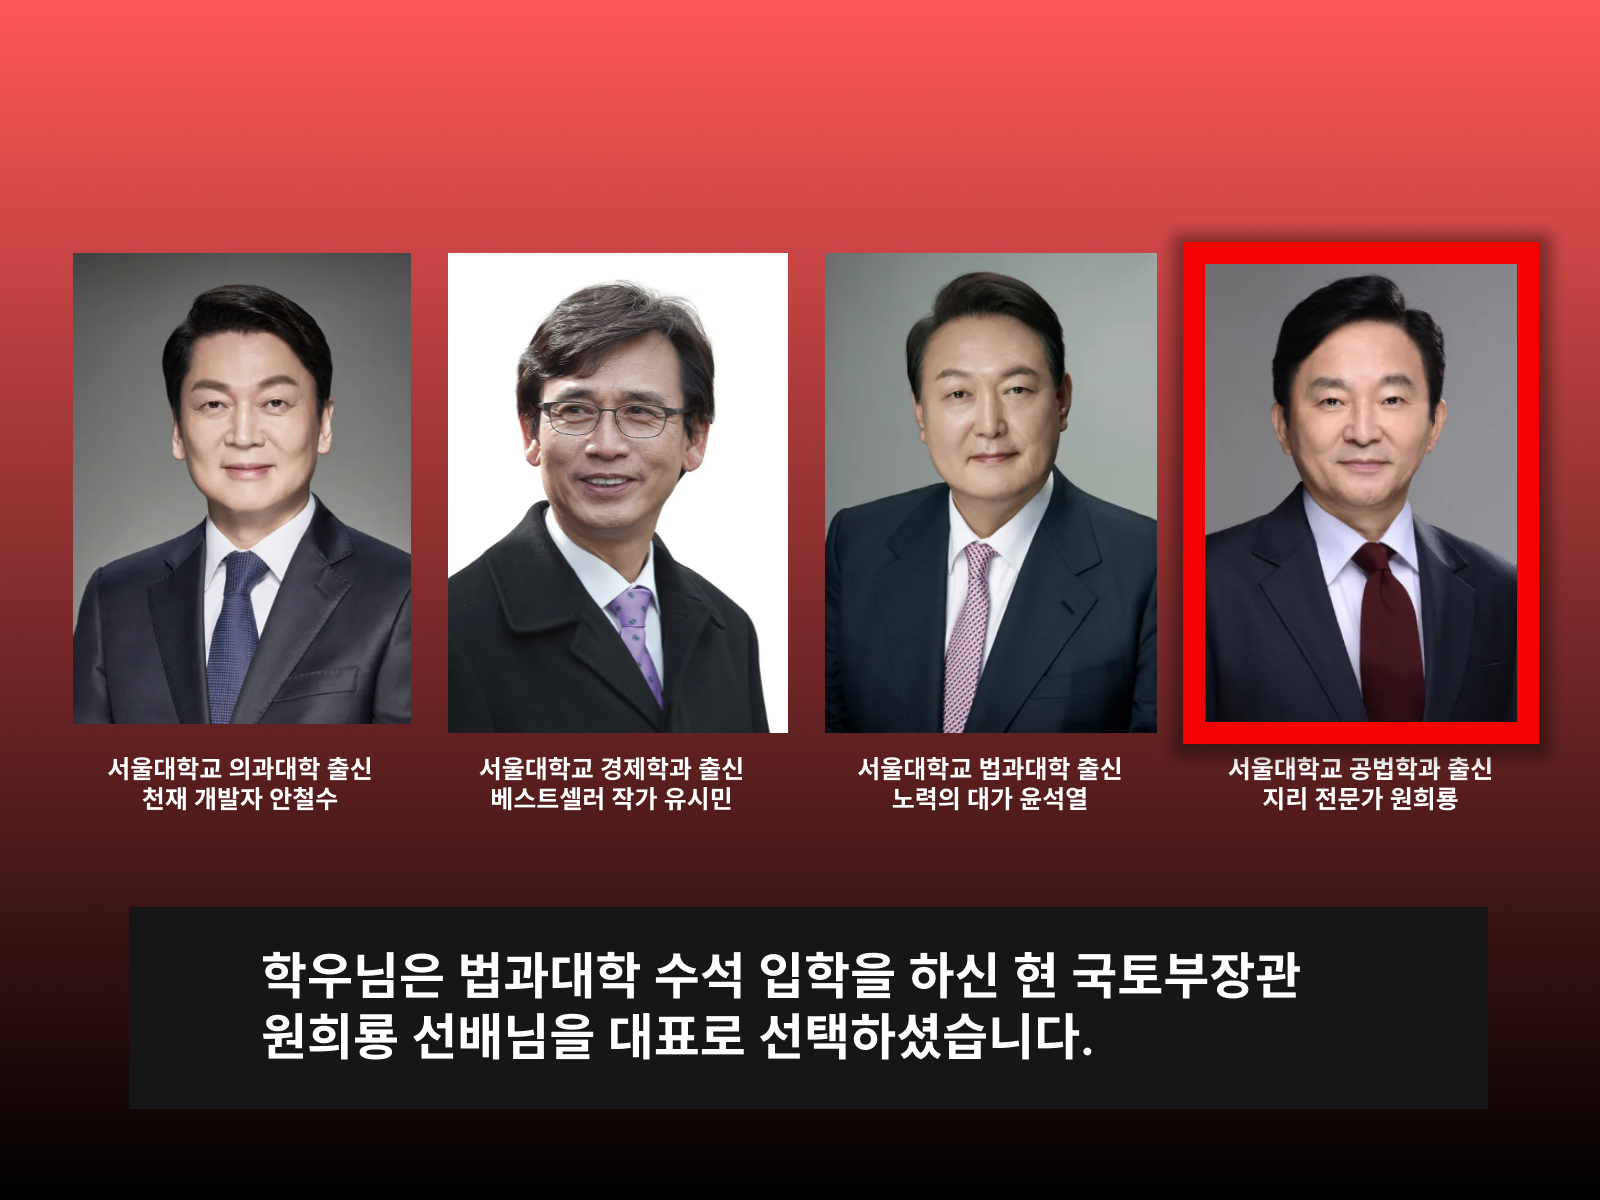 서울대학교 의과대학 출신
천재 개발자 안철수
서울대학교 경제학과 출신
베스트셀러 작가 유시민
서울대학교 법과대학 출신
노력의 대가 윤석열
서울대학교 공법학과 출신
지리 전문가 원희룡
학우님은 법과대학 수석 입학을 하신 현 국토부장관
원희룡 선배님을 대표로 선택하셨습니다.